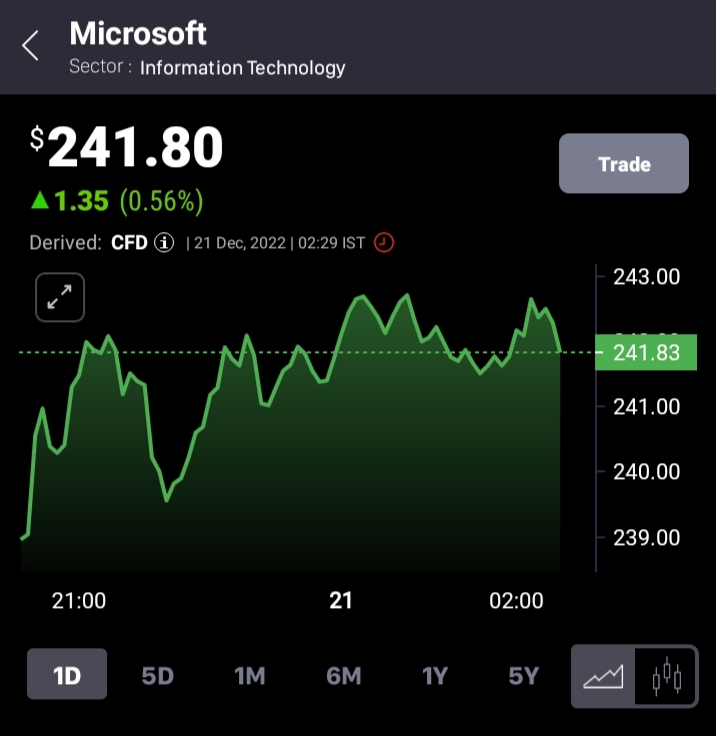 Microsoft
Sector : Information Technology
$241.80
▲1.35 (0.56%)
Trade
Derived: CFD i | 21 Dec, 2022 | 02:29 IST
243.00
241.83
241.00
240.00
239.00
21:00 21 02:00
1D 5D 1M 6M 1Y 5Y